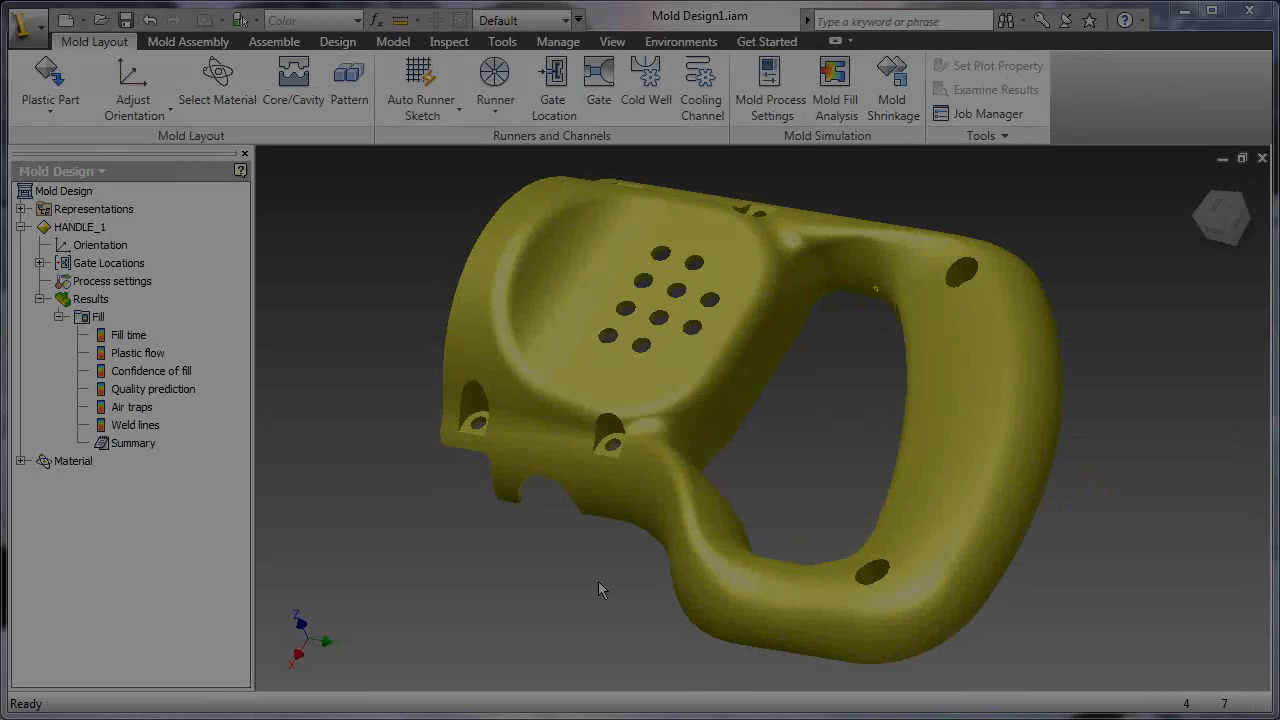 Color
fx
Default
Mold Design1.iam
Type a keyword or phrase
Mold Layout Mold Assembly Assemble Design Model Inspect Tools Manage View Environments Get Started
Plastic Part
Adjust
Orientation
Select Material
Core/Cavity
Pattern
Mold Layout
Auto Runner
Sketch
Runner
Gate
Location
Gate
Cold Well
Cooling
Channel
Runners and Channels
Mold Process
Settings
Mold Fill
Analysis
Mold
Shrinkage
Mold Simulation
Set Plot Property
Examine Results
Job Manager
Tools
Mold Design
Mold Design
Representations
HANDLE_1
Orientation
Gate Locations
Process settings
Results
Fill
Fill time
Plastic flow
Confidence of fill
Quality prediction
Air traps
Weld lines
Summary
Material
Z
X
Ready
4 7